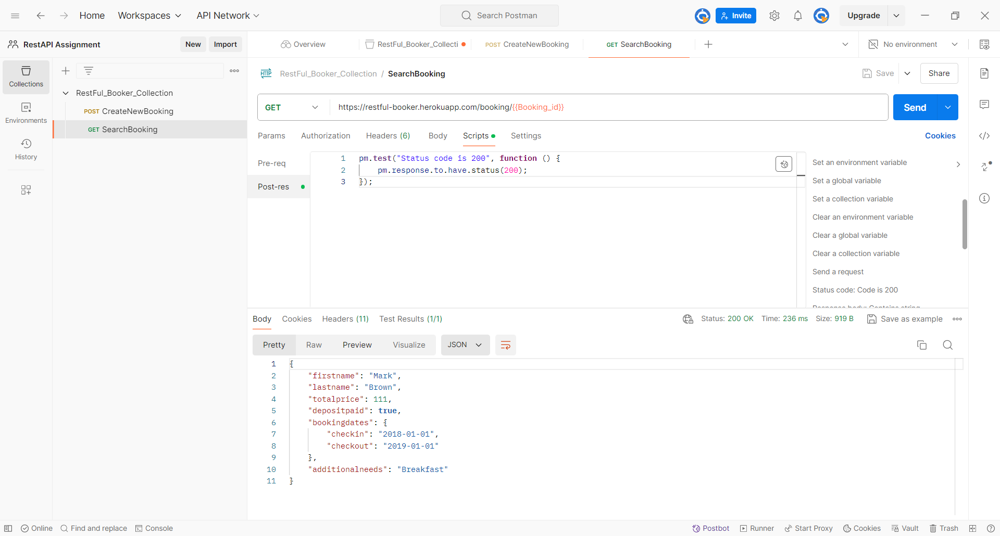 Home Workspaces API Network Search Postman Invite Upgrade
RestAPI Assignment New Import Overview RestFul_Booker_Collecti POST CreateNewBooking GET SearchBooking No environment
Collections
Environments
History
RestFul_Booker_Collection
POST CreateNewBooking
GET SearchBooking
HTTP RestFul_Booker_Collection / SearchBooking Save Share
GET https://restful-booker.herokuapp.com/booking/{{Booking_id}} Send
Params Authorization Headers (6) Body Scripts Settings Cookies
Pre-req
Post-res
1 pm.test("Status code is 200", function () {
2 pm.response.to.have.status(200);
3 });
Set an environment variable
Set a global variable
Set a collection variable
Clear an environment variable
Clear a global variable
Clear a collection variable
Send a request
Status code: Code is 200
Response body: Contains string
Body Cookies Headers (11) Test Results (1/1) Status: 200 OK Time: 236 ms Size: 919 B Save as example
Pretty Raw Preview Visualize JSON
1 {
2 "firstname": "Mark",
3 "lastname": "Brown",
4 "totalprice": 111,
5 "depositpaid": true,
6 "bookingdates": {
7 "checkin": "2018-01-01",
8 "checkout": "2019-01-01"
9 },
10 "additionalneeds": "Breakfast"
11 }
Online Find and replace Console Postbot Runner Start Proxy Cookies Vault Trash